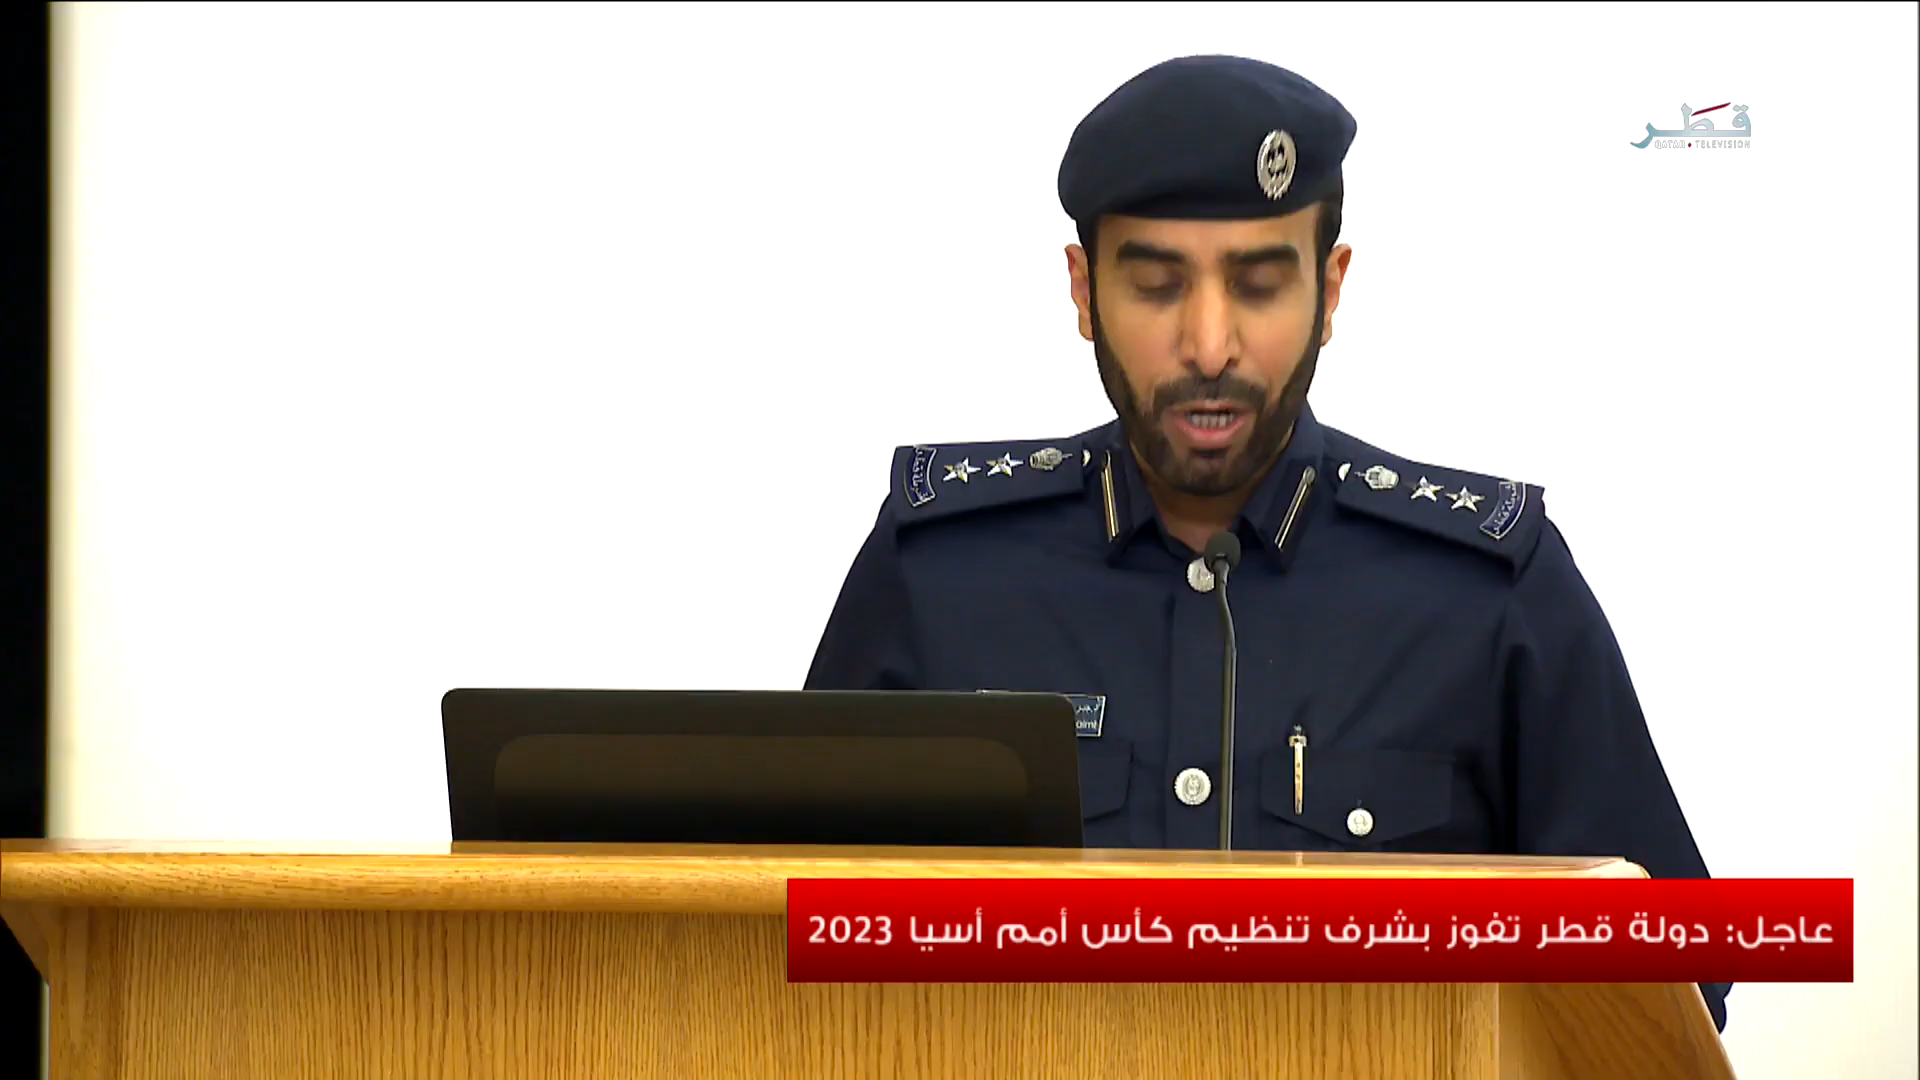 قطر
QATAR TELEVISION
عاجل: دولة قطر تفوز بشرف تنظيم كأس أمم أسيا 2023